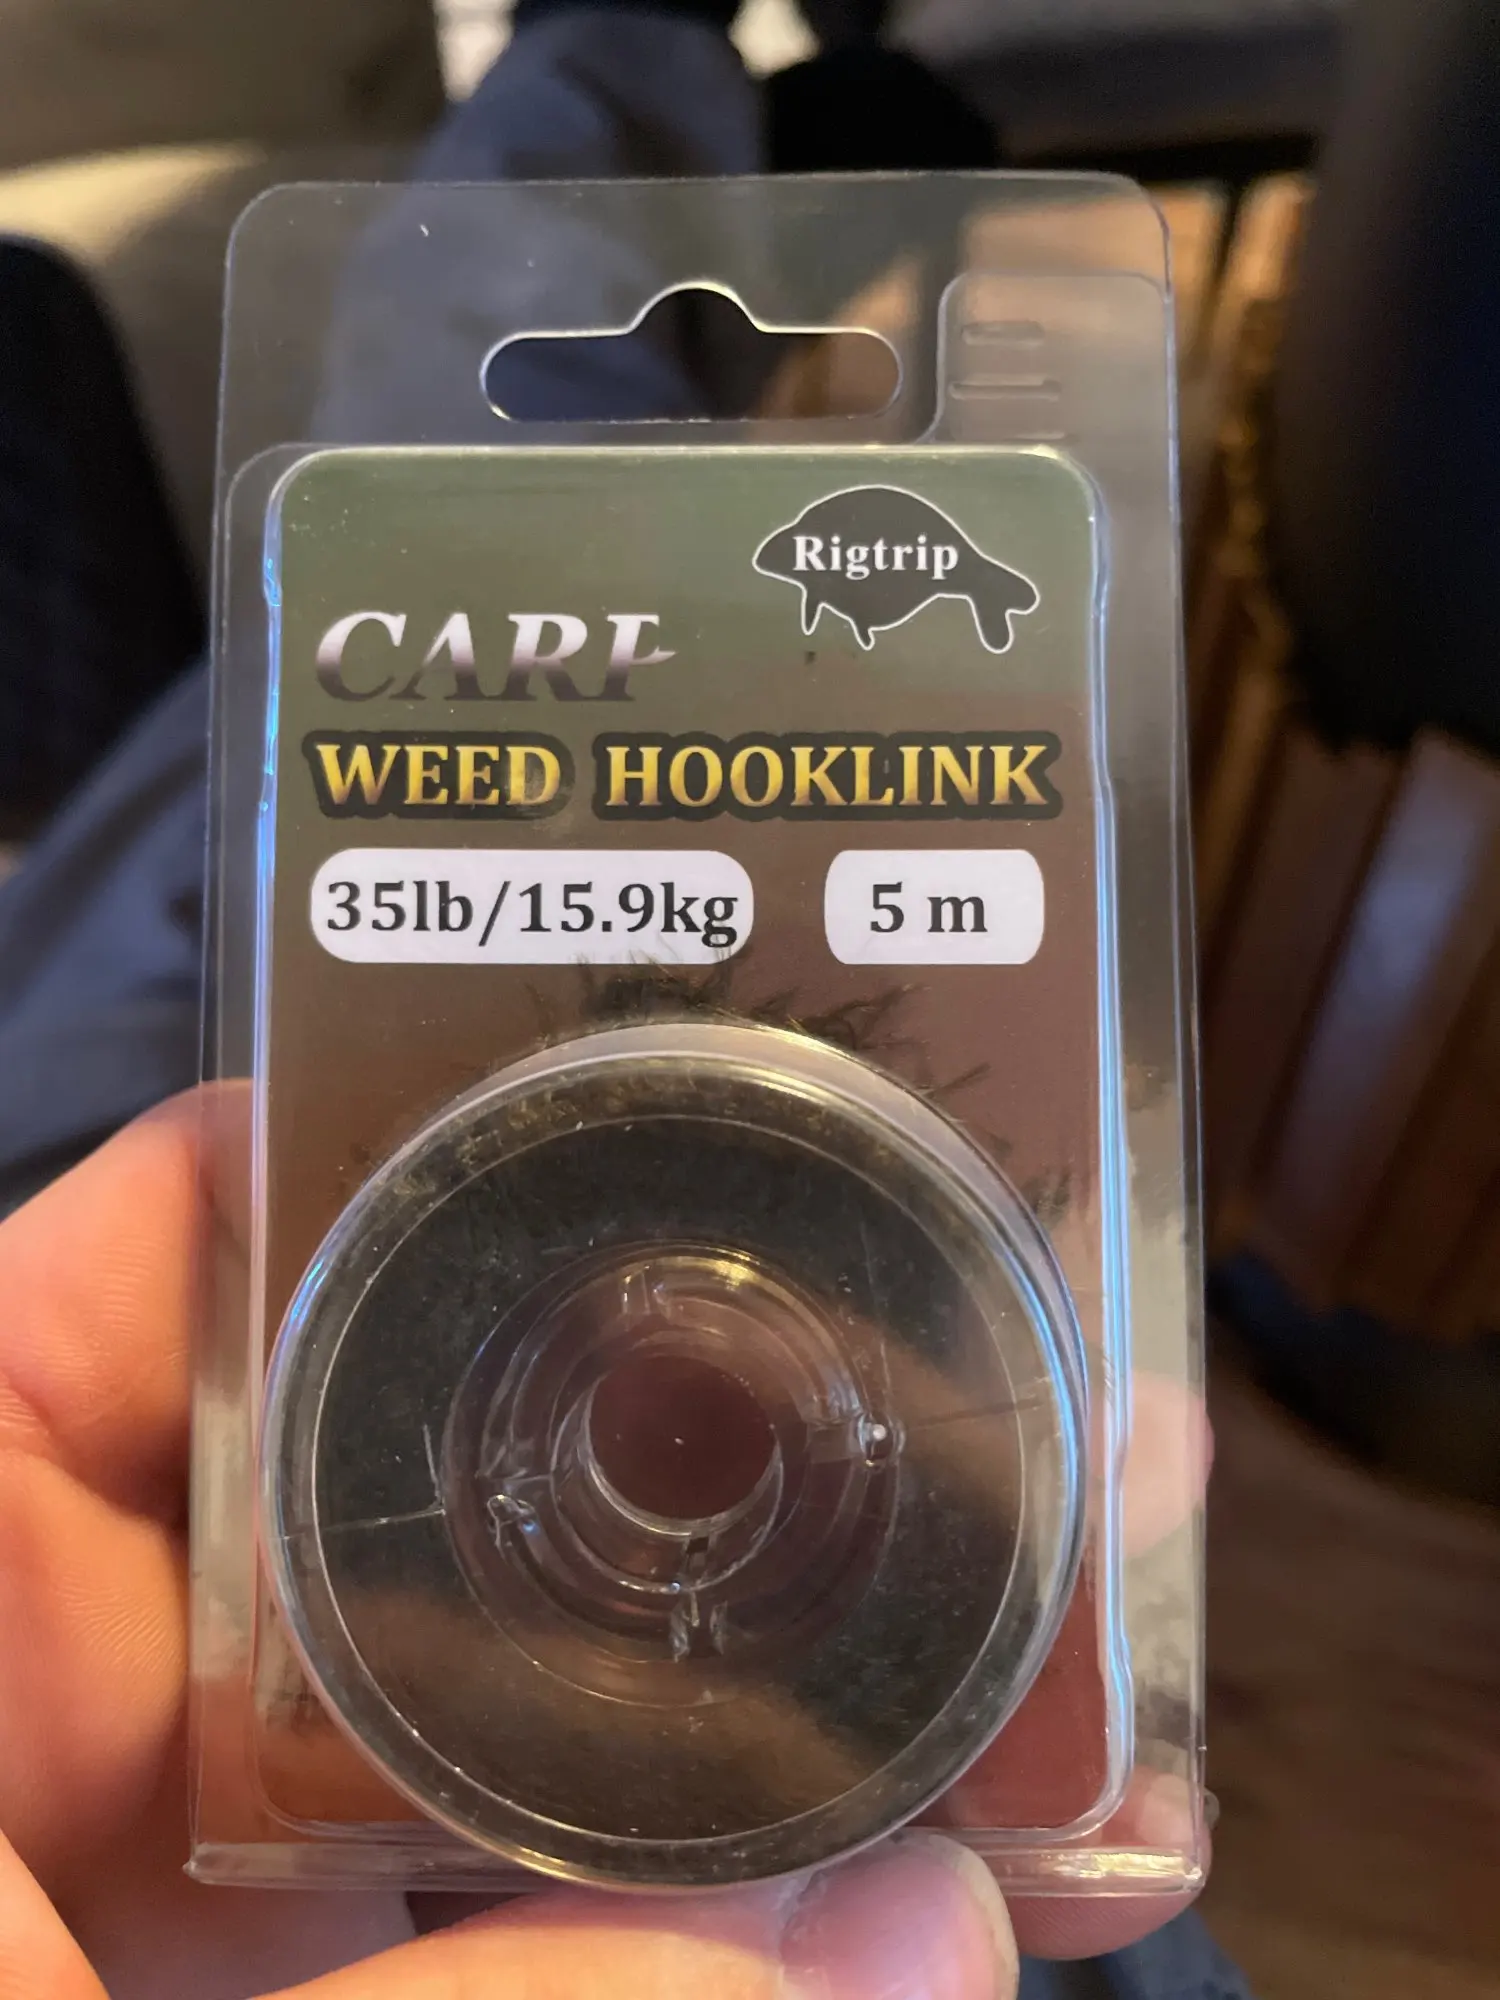 Rigtrip
CARP
WEED HOOKLINK
35lb/15.9kg 5 m